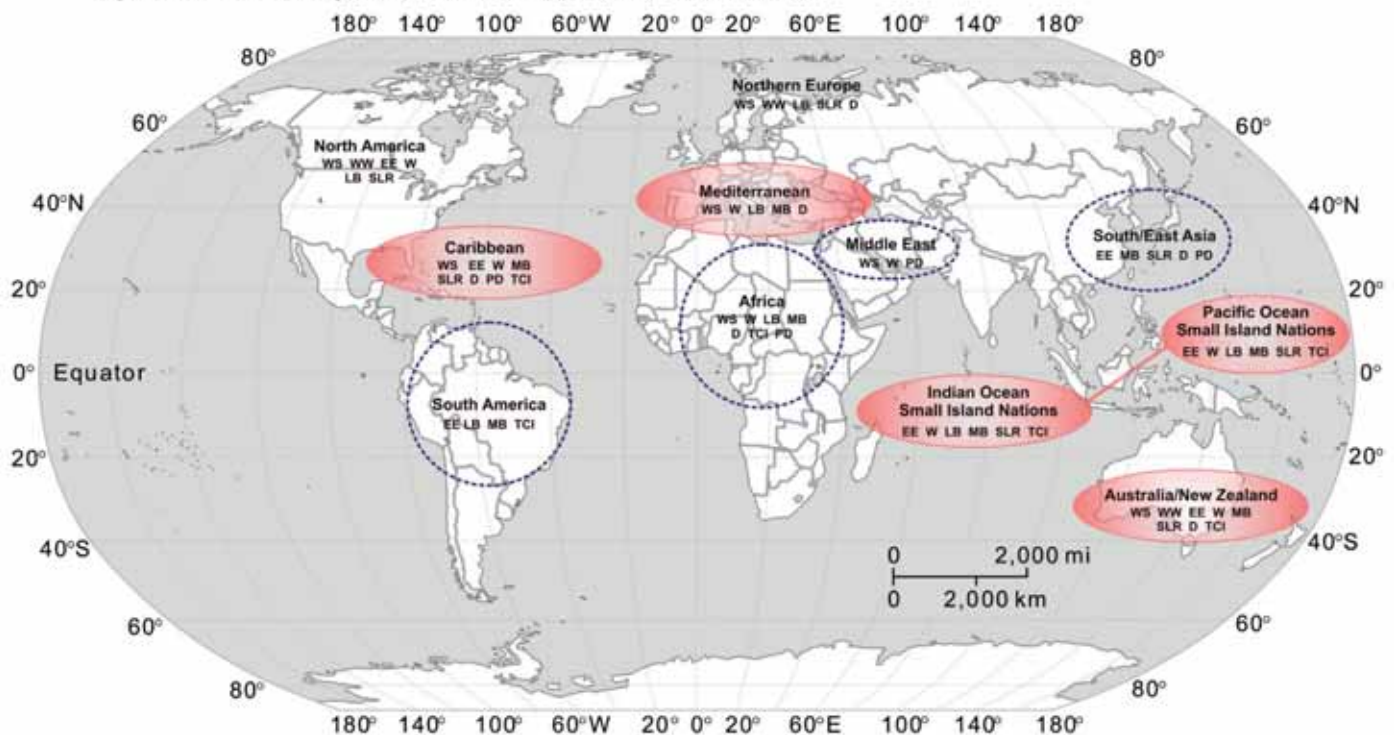 180° 140° 100° 60°W 20° 0° 20° 60°E 100° 140° 180°
80° 80°
Northern Europe
WS WW LB SLR D
60° 60°
North America
WS WW EE W
LB SLR
Mediterranean
WS W LB MB D
40°N 40°N
Caribbean
WS EE W MB
SLR D PD TCI
Middle East
WS W PD
South/East Asia
EE MB SLR D PD
20° 20°
Africa
WS W LB MB
D TCI PD
Pacific Ocean
Small Island Nations
EE W LB MB SLR TCI
Equator 0° 0°
Indian Ocean
Small Island Nations
EE W LB MB SLR TCI
South America
EE LB MB TCI
20° 20°
Australia/New Zealand
WS WW EE W MB
SLR D TCI
40°S 40°S
0 2,000 mi
0 2,000 km
60° 60°
80° 80°
180° 140° 100° 60°W 20° 0° 20° 60°E 100° 140° 180°